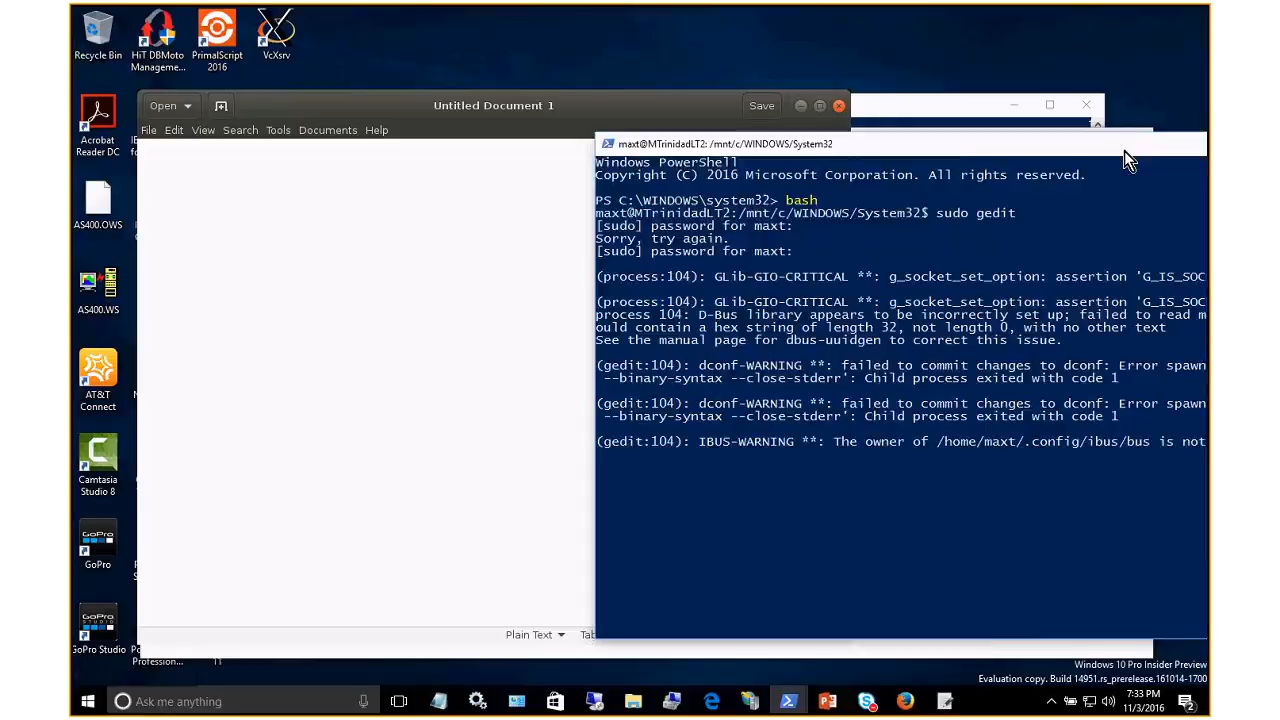 Recycle Bin
HiT DBMoto
Manageme...
PrimalScript
2016
VcXsrv
Acrobat
Reader DC
AS400.OWS
AS400.WS
AT&T
Connect
Camtasia
Studio 8
GoPro
GoPro
GoPro
STUDIO
GoPro Studio
Profession...
Open
Untitled Document 1
Save
File Edit View Search Tools Documents Help
Plain Text
Tab
maxt@MTrinidadLT2: /mnt/c/WINDOWS/System32
Windows PowerShell
Copyright (C) 2016 Microsoft Corporation. All rights reserved.
PS C:\WINDOWS\system32> bash
maxt@MTrinidadLT2:/mnt/c/WINDOWS/System32$ sudo gedit
[sudo] password for maxt:
Sorry, try again.
[sudo] password for maxt:
(process:104): GLib-GIO-CRITICAL **: g_socket_set_option: assertion 'G_IS_SOC
(process:104): GLib-GIO-CRITICAL **: g_socket_set_option: assertion 'G_IS_SOC
process 104: D-Bus library appears to be incorrectly set up; failed to read m
ould contain a hex string of length 32, not length 0, with no other text
See the manual page for dbus-uuidgen to correct this issue.
(gedit:104): dconf-WARNING **: failed to commit changes to dconf: Error spawn
--binary-syntax --close-stderr': Child process exited with code 1
(gedit:104): dconf-WARNING **: failed to commit changes to dconf: Error spawn
--binary-syntax --close-stderr': Child process exited with code 1
(gedit:104): IBUS-WARNING **: The owner of /home/maxt/.config/ibus/bus is not
Windows 10 Pro Insider Preview
Evaluation copy. Build 14951.rs_prerelease.161014-1700
Ask me anything
7:33 PM
11/3/2016
2